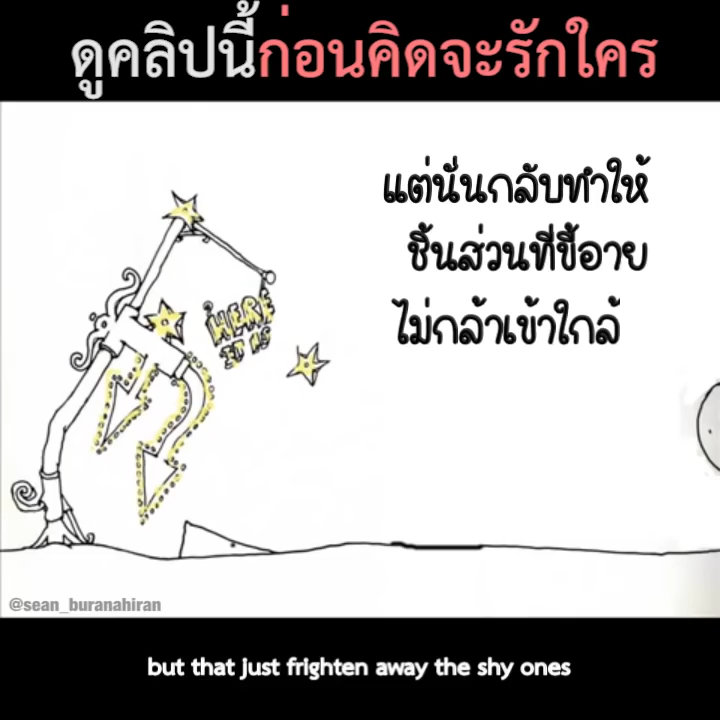 ดูคลิปนี้ก่อนคิดจะรักใคร
แต่นั่นกลับทำให้
ชิ้นส่วนที่ขี้อาย
ไม่กล้าเข้าใกล้
HERE
IT IS
@sean_buranahiran
but that just frighten away the shy ones